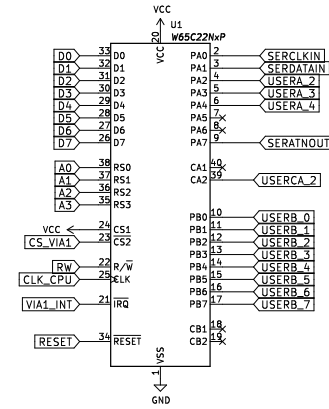 VCC
U1
W65C22NxP
20
VCC
D0 33 D0 PA0 2 SERCLKIN
D1 32 D1 PA1 3 SERDATAIN
D2 31 D2 PA2 4 USERA_2
D3 30 D3 PA3 5 USERA_3
D4 29 D4 PA4 6 USERA_4
D5 28 D5 PA5 7
D6 27 D6 PA6 8
D7 26 D7 PA7 9 SERATNOUT
A0 38 RS0 CA1 40
A1 37 RS1 CA2 39 USERCA_2
A2 36 RS2
A3 35 RS3
PB0 10 USERB_0
VCC 24 CS1 PB1 11 USERB_1
CS_VIA1 23 CS2 PB2 12 USERB_2
PB3 13 USERB_3
RW 22 R/W PB4 14 USERB_4
CLK_CPU 25 CLK PB5 15 USERB_5
PB6 16 USERB_6
VIA1_INT 21 IRQ PB7 17 USERB_7
CB1 18
RESET 34 RESET CB2 19
VSS
1
GND